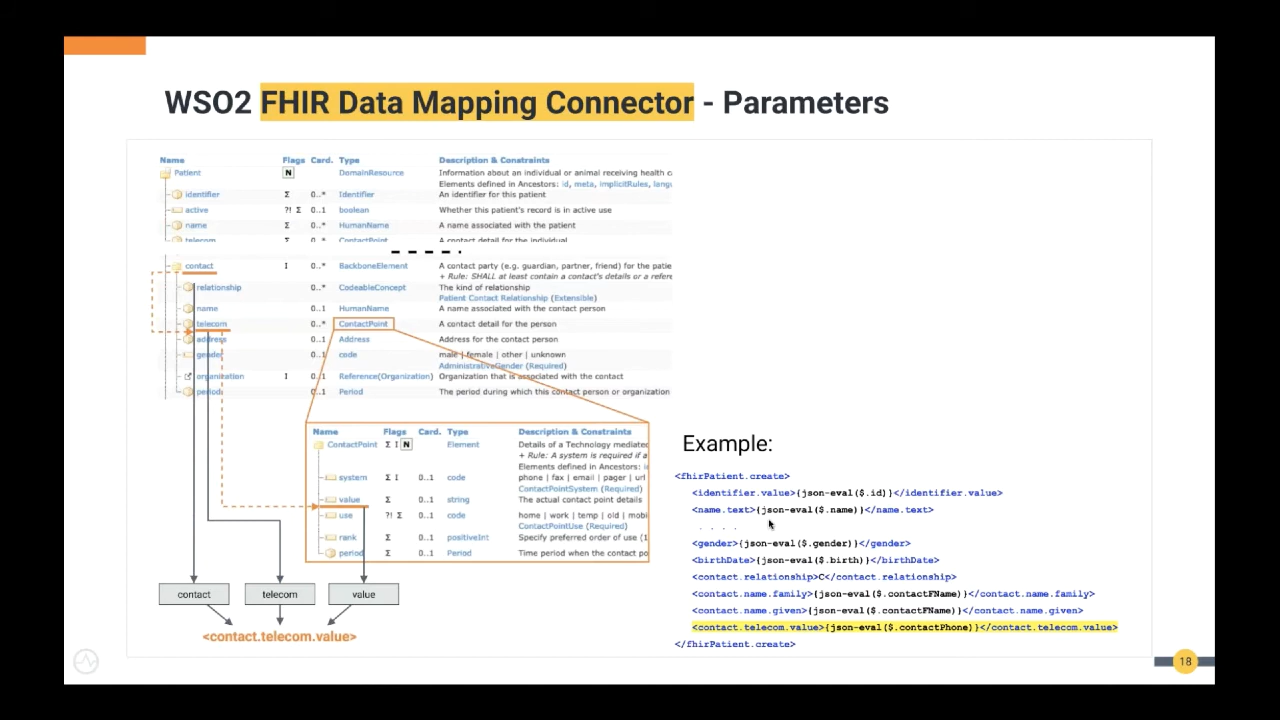 WSO2 FHIR Data Mapping Connector - Parameters
Name Flags Card. Type Description & Constraints
Patient N DomainResource Information about an individual or animal receiving health c
Elements defined in Ancestors: id, meta, implicitRules, langu
identifier Σ 0..* Identifier An identifier for this patient
active ?! Σ 0..1 boolean Whether this patient's record is in active use
name Σ 0..* HumanName A name associated with the patient
telecom Σ 0..* ContactPoint A contact detail for the individual
contact I 0..* BackboneElement A contact party (e.g. guardian, partner, friend) for the patie
+ Rule: SHALL at least contain a contact's details or a refere
relationship 0..* CodeableConcept The kind of relationship
Patient Contact Relationship (Extensible)
name 0..1 HumanName A name associated with the contact person
telecom 0..* ContactPoint A contact detail for the person
address 0..1 Address Address for the contact person
gender 0..1 code male | female | other | unknown
AdministrativeGender (Required)
organization I 0..1 Reference(Organization) Organization that is associated with the contact
period 0..1 Period The period during which this contact person or organization
Name Flags Card. Type Description & Constraints
ContactPoint Σ I N Element Details of a Technology mediated
+ Rule: A system is required if a
Elements defined in Ancestors: i
system Σ I 0..1 code phone | fax | email | pager | url
ContactPointSystem (Required)
value Σ 0..1 string The actual contact point details
use ?! Σ 0..1 code home | work | temp | old | mobi
ContactPointUse (Required)
rank Σ 0..1 positiveInt Specify preferred order of use (1
period Σ 0..1 Period Time period when the contact po
contact telecom value
<contact.telecom.value>
Example:
<fhirPatient.create>
<identifier.value>{json-eval($.id)}</identifier.value>
<name.text>{json-eval($.name)}</name.text>
. . . .
<gender>{json-eval($.gender)}</gender>
<birthDate>{json-eval($.birth)}</birthDate>
<contact.relationship>C</contact.relationship>
<contact.name.family>{json-eval($.contactFName)}</contact.name.family>
<contact.name.given>{json-eval($.contactFName)}</contact.name.given>
<contact.telecom.value>{json-eval($.contactPhone)}</contact.telecom.value>
</fhirPatient.create>
18